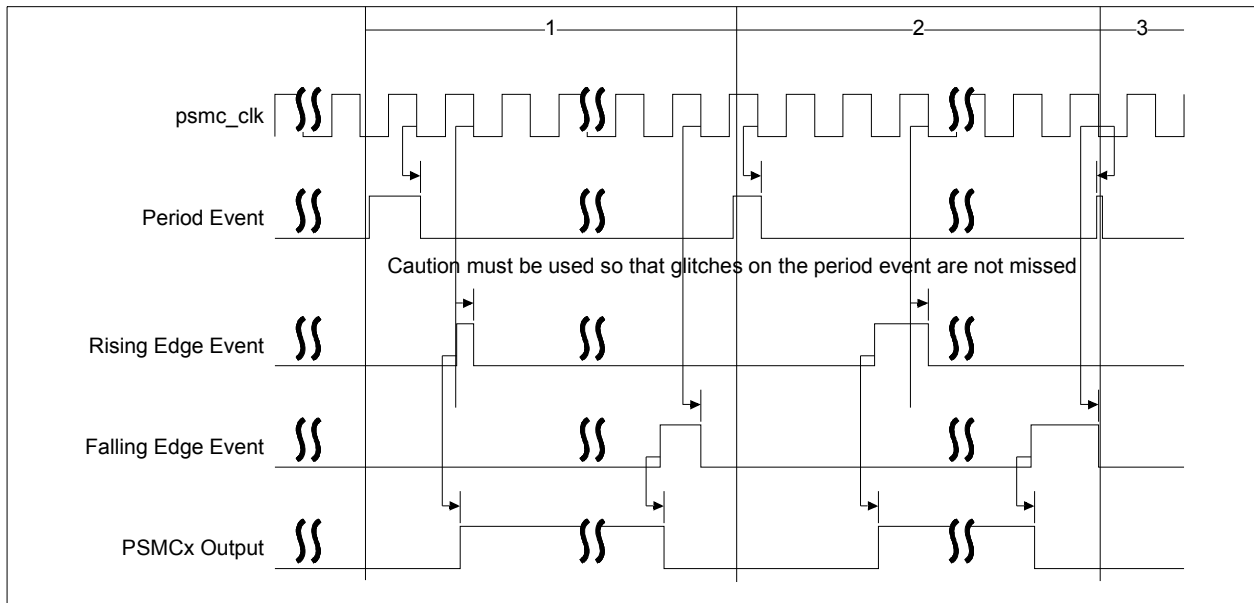 1
2
3
psmc_clk
Period Event
Caution must be used so that glitches on the period event are not missed
Rising Edge Event
Falling Edge Event
PSMCx Output